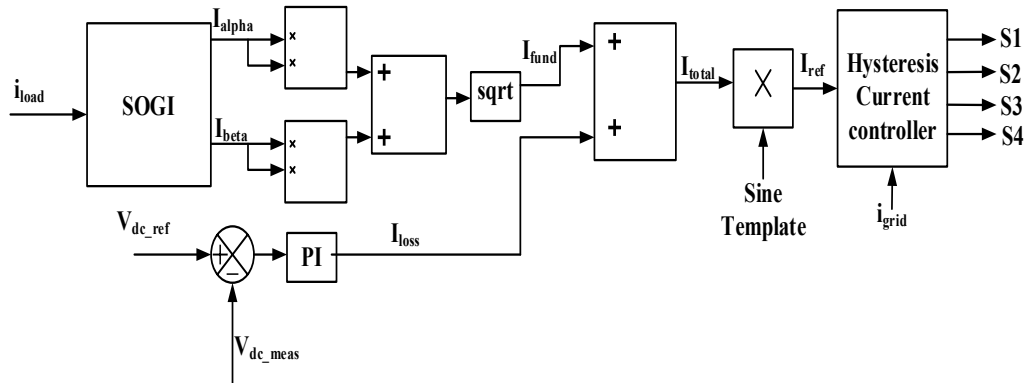 I_alpha
×
×
SOGI
i_load
I_beta
×
×
+
+
sqrt
I_fund
+
+
I_total
×
I_ref
Sine
Template
Hysteresis
Current
controller
i_grid
S1
S2
S3
S4
V_dc_ref
+
−
PI
I_loss
V_dc_meas